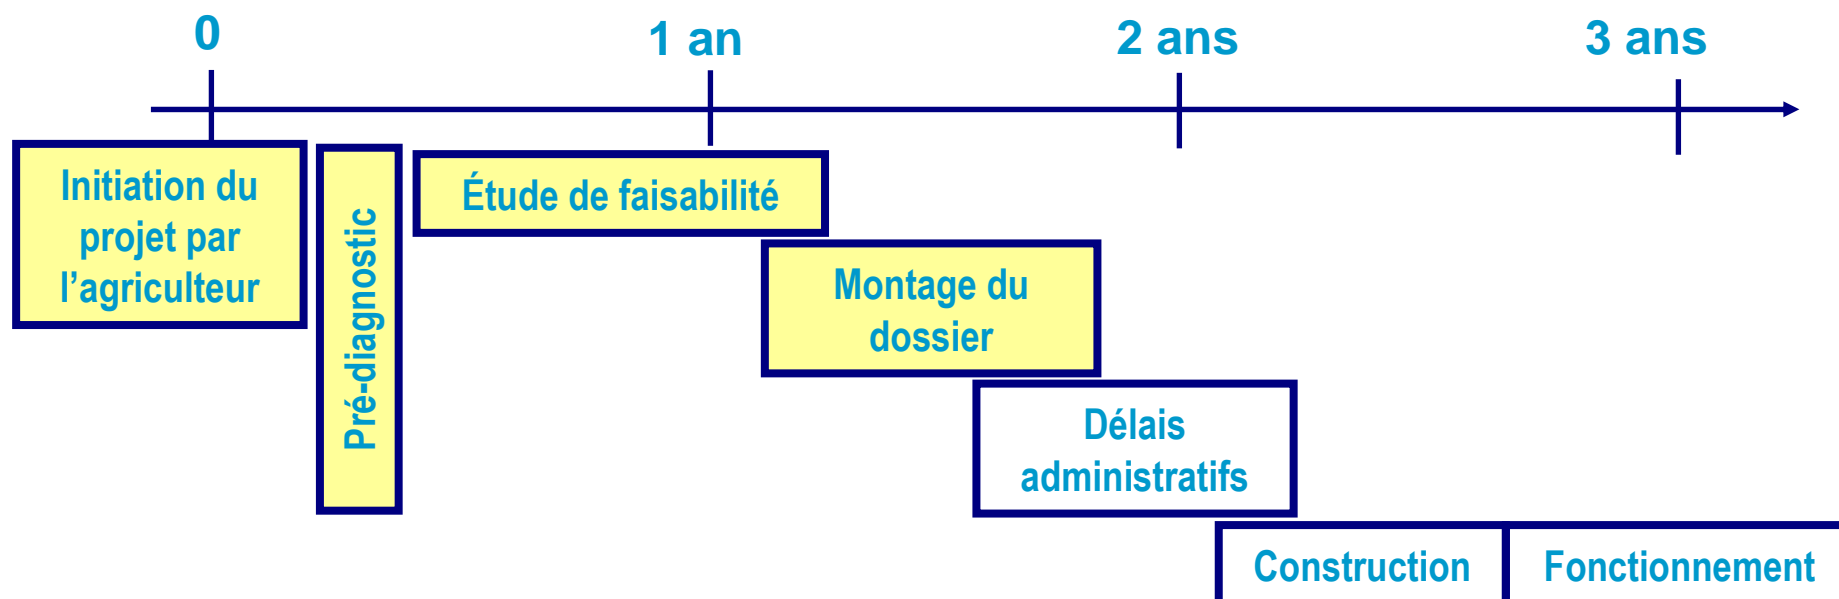 0
1 an
2 ans
3 ans
Initiation du
projet par
l’agriculteur
Pré-diagnostic
Étude de faisabilité
Montage du
dossier
Délais
administratifs
Construction
Fonctionnement